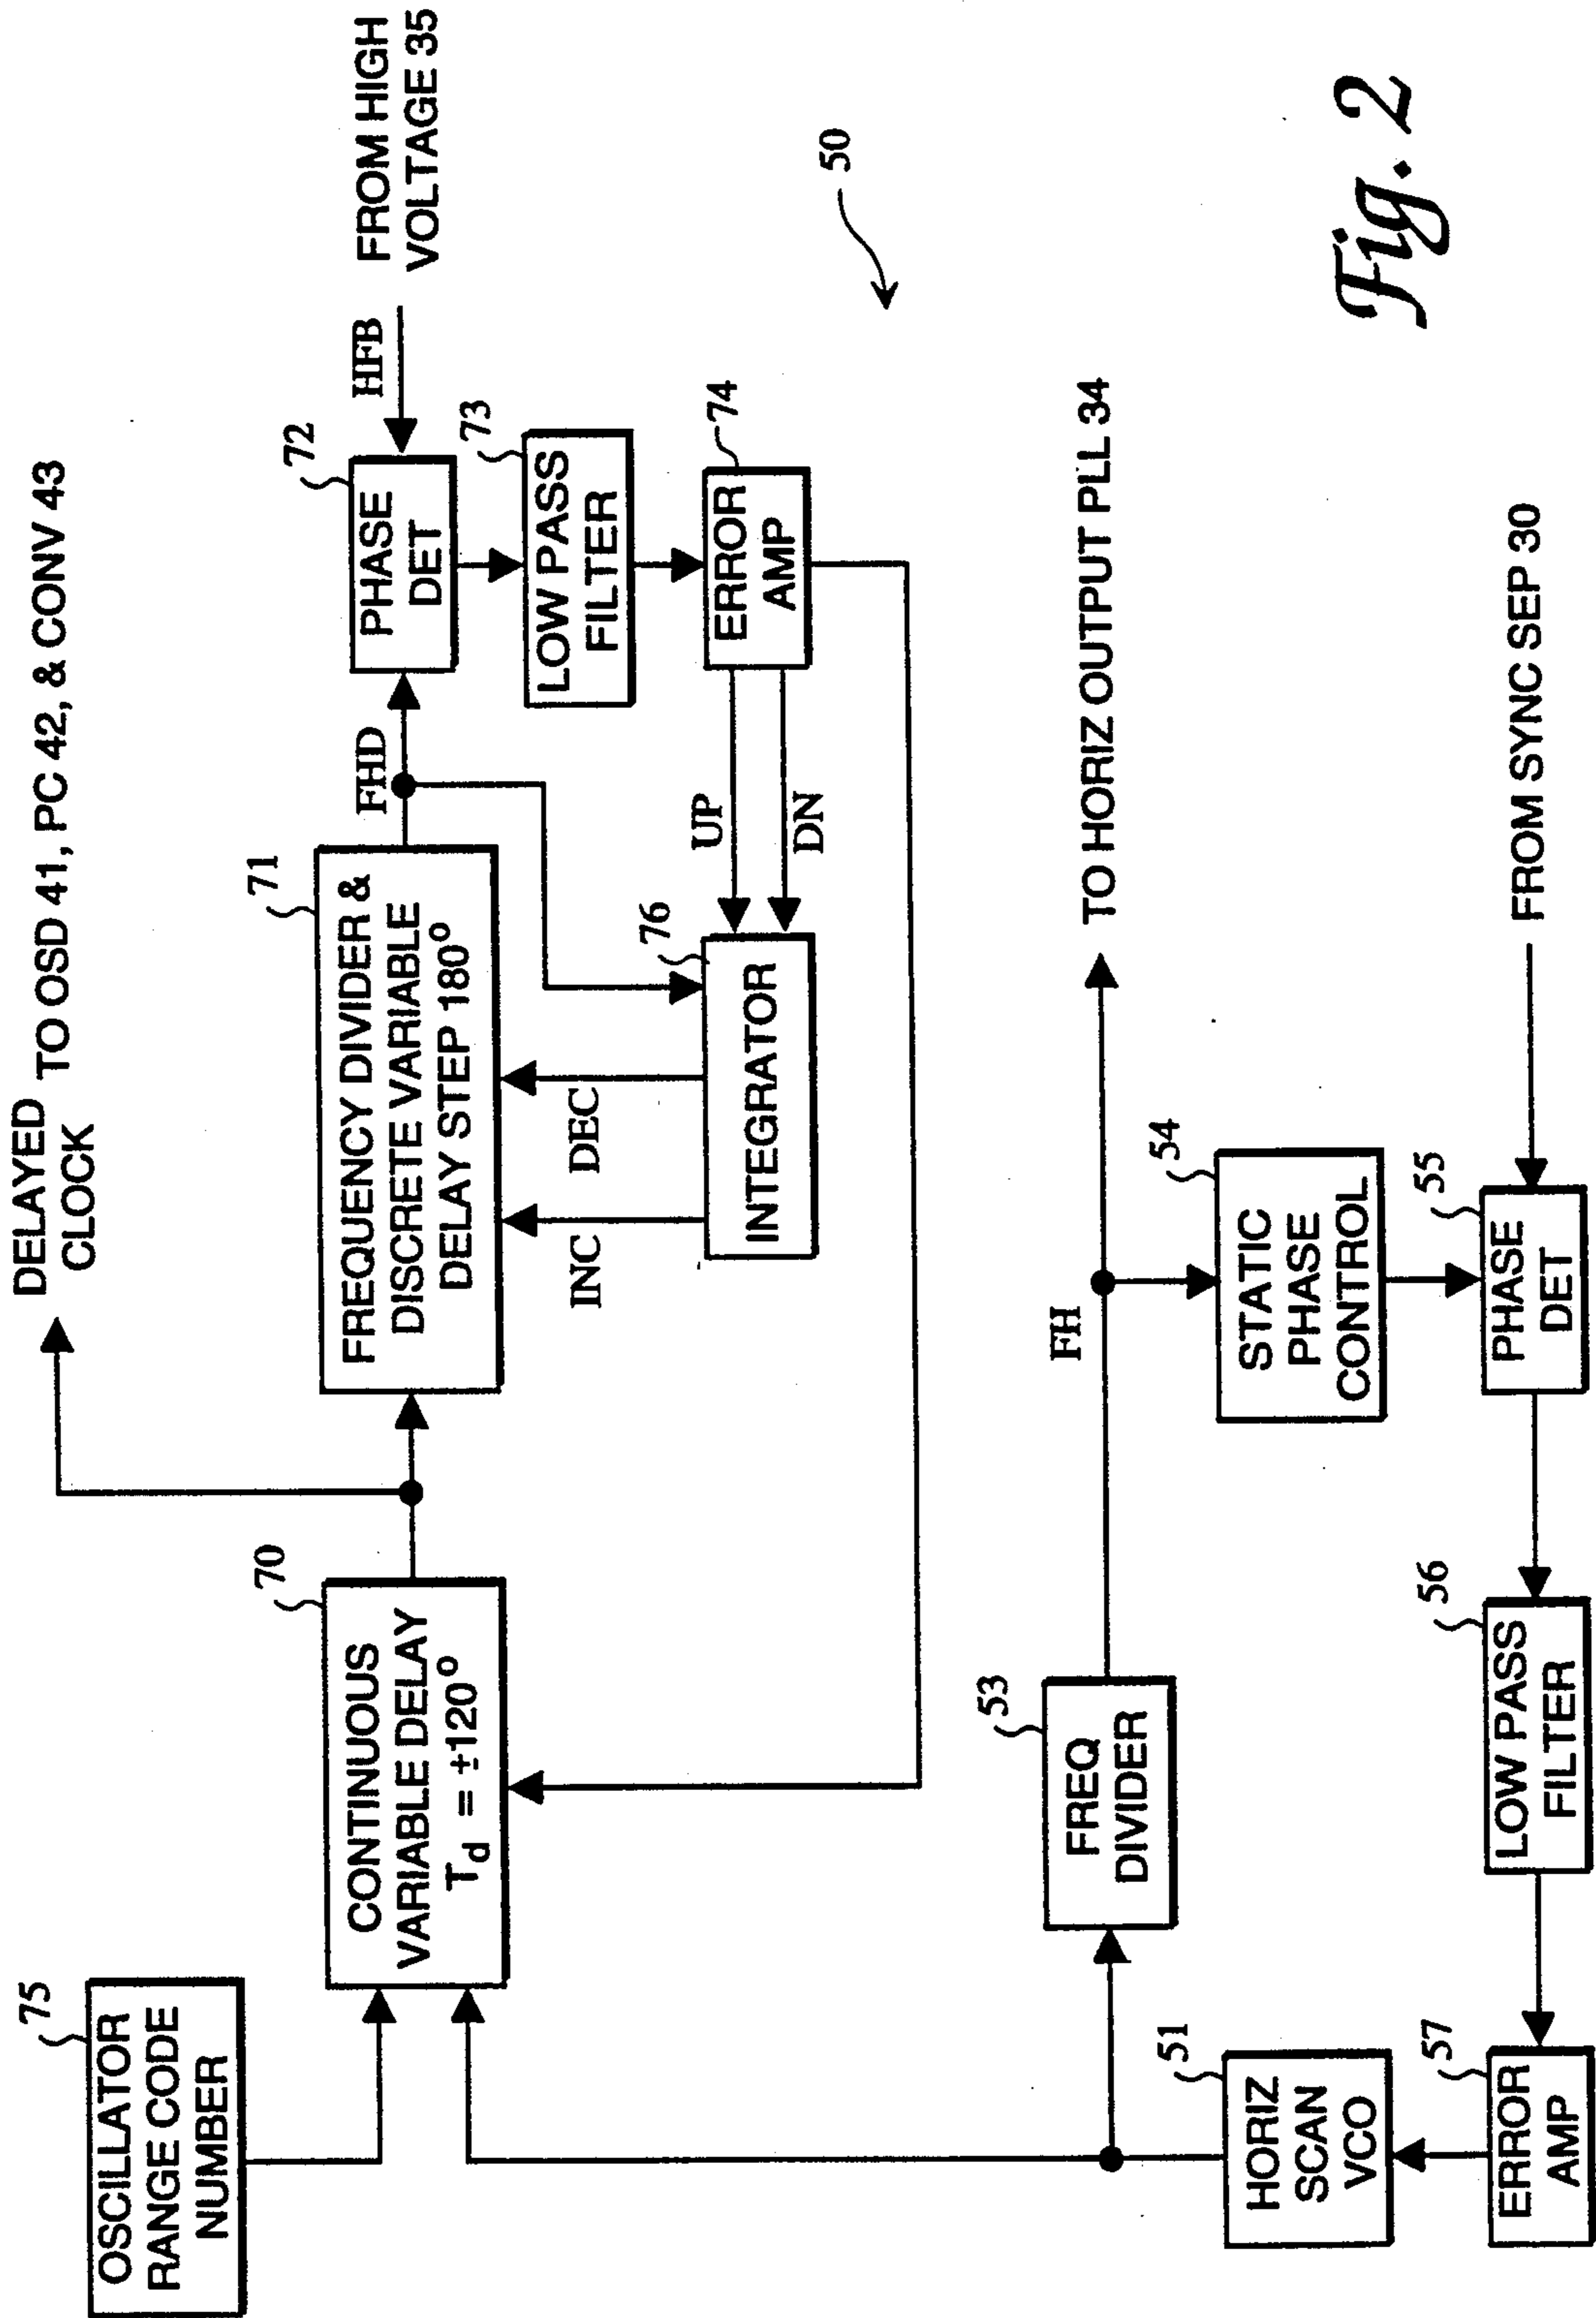 DELAYED
CLOCK
TO OSD 41, PC 42, & CONV 43
75
OSCILLATOR
RANGE CODE
NUMBER
70
CONTINUOUS
VARIABLE DELAY
Td = ±120°
71
FREQUENCY DIVIDER &
DISCRETE VARIABLE
DELAY STEP 180°
FHD
72
PHASE
DET
HFB
FROM HIGH
VOLTAGE 35
73
LOW PASS
FILTER
74
ERROR
AMP
UP
DN
76
INTEGRATOR
INC
DEC
50
51
HORIZ
SCAN
VCO
53
FREQ
DIVIDER
FH
TO HORIZ OUTPUT PLL 34
54
STATIC
PHASE
CONTROL
55
PHASE
DET
FROM SYNC SEP 30
56
LOW PASS
FILTER
57
ERROR
AMP
Fig. 2